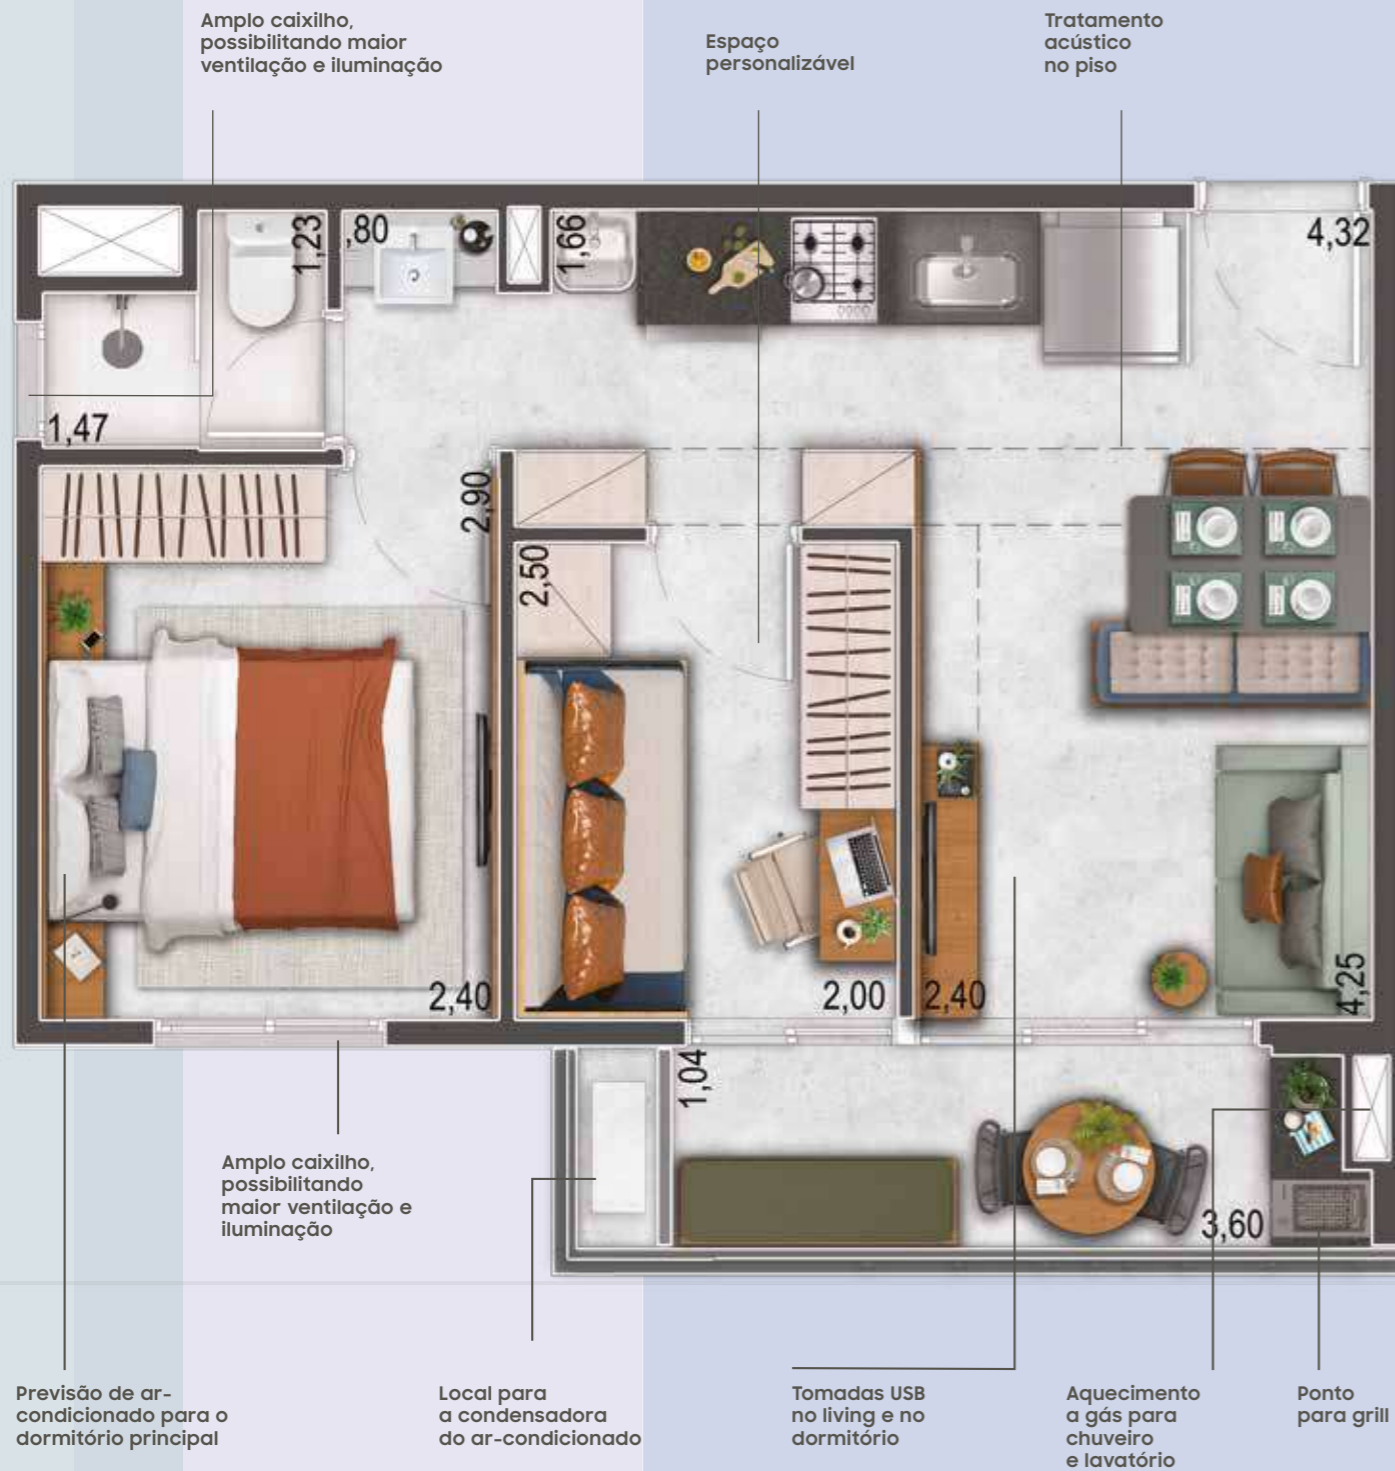 Amplo caixilho,
possibilitando maior
ventilação e iluminação
Espaço
personalizável
Tratamento
acústico
no piso
1,23
,80
1,66
4,32
1,47
2,90
2,50
2,40
2,00
2,40
4,25
1,04
3,60
Amplo caixilho,
possibilitando
maior ventilação e
iluminação
Previsão de ar-
condicionado para o
dormitório principal
Local para
a condensadora
do ar-condicionado
Tomadas USB
no living e no
dormitório
Aquecimento
a gás para
chuveiro
e lavatório
Ponto
para grill